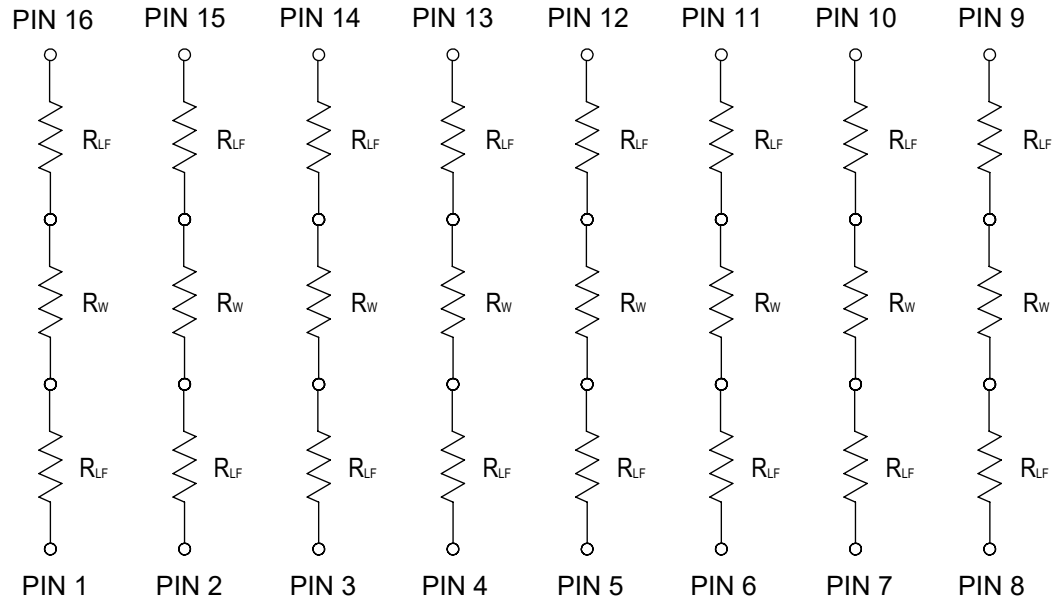 PIN 16 PIN 15 PIN 14 PIN 13 PIN 12 PIN 11 PIN 10 PIN 9
RLF RLF RLF RLF RLF RLF RLF RLF
RW RW RW RW RW RW RW RW
RLF RLF RLF RLF RLF RLF RLF RLF
PIN 1 PIN 2 PIN 3 PIN 4 PIN 5 PIN 6 PIN 7 PIN 8